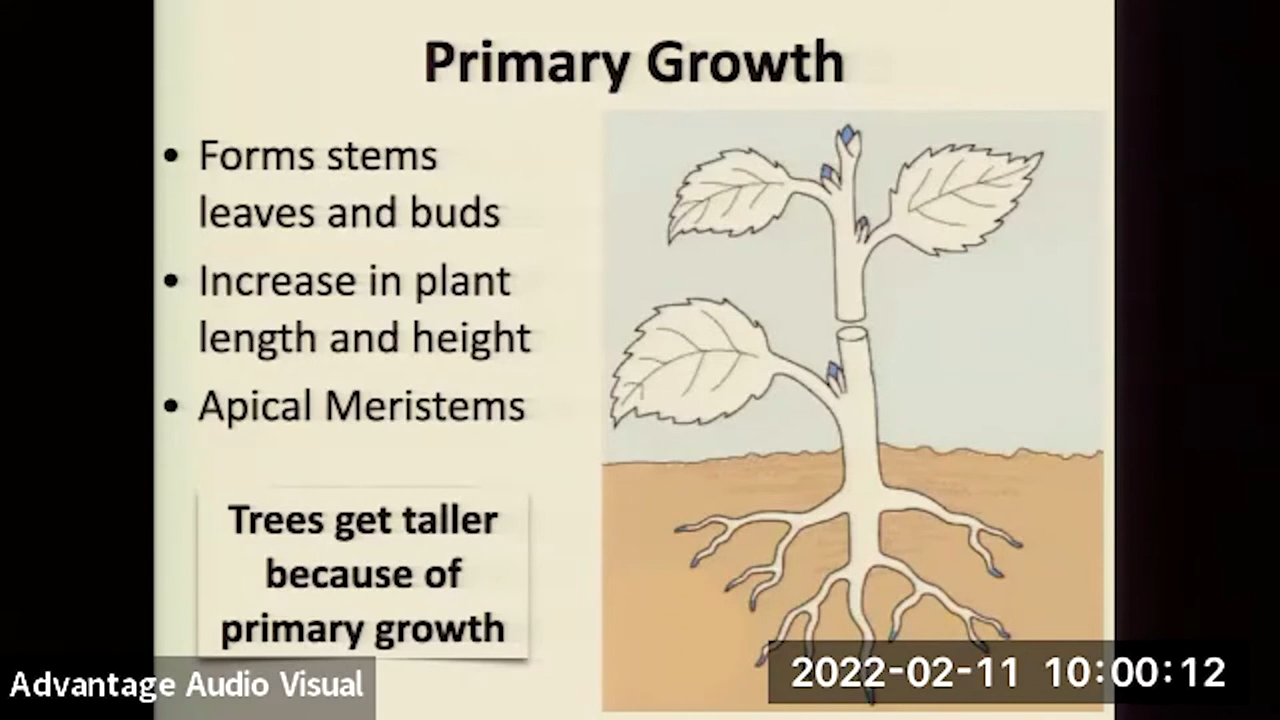 Primary Growth
• Forms stems
leaves and buds
• Increase in plant
length and height
• Apical Meristems
Trees get taller
because of
primary growth
Advantage Audio Visual
2022-02-11 10:00:12